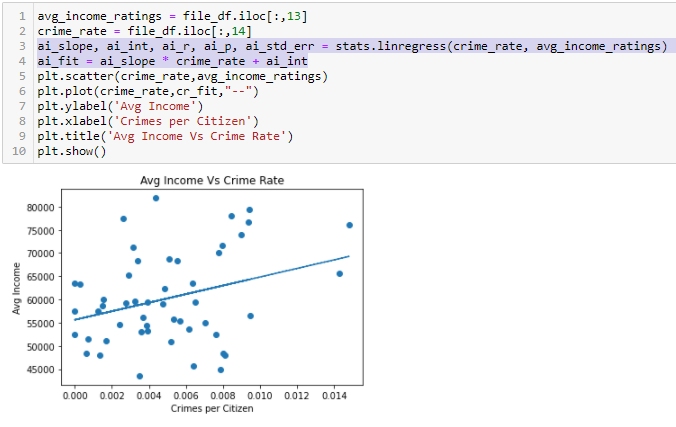 1 avg_income_ratings = file_df.iloc[:,13]
2 crime_rate = file_df.iloc[:,14]
3 ai_slope, ai_int, ai_r, ai_p, ai_std_err = stats.linregress(crime_rate, avg_income_ratings)
4 ai_fit = ai_slope * crime_rate + ai_int
5 plt.scatter(crime_rate,avg_income_ratings)
6 plt.plot(crime_rate,cr_fit,"--")
7 plt.ylabel('Avg Income')
8 plt.xlabel('Crimes per Citizen')
9 plt.title('Avg Income Vs Crime Rate')
10 plt.show()
Avg Income Vs Crime Rate
80000
75000
70000
65000
60000
55000
50000
45000
Avg Income
0.000 0.002 0.004 0.006 0.008 0.010 0.012 0.014
Crimes per Citizen